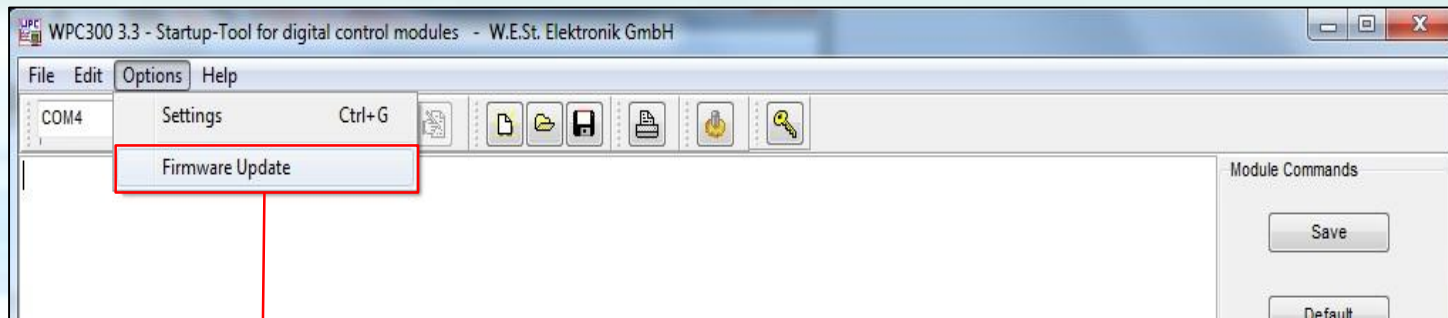 WPC300 3.3 - Startup-Tool for digital control modules - W.E.St. Elektronik GmbH
File Edit Options Help
COM4
Settings Ctrl+G
Firmware Update
Module Commands
Save
Default